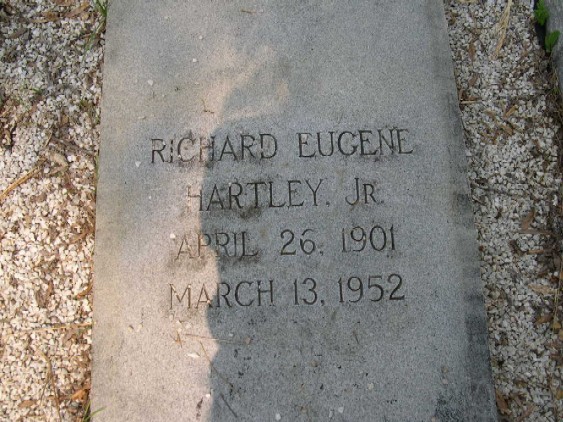 RICHARD EUGENE
HARTLEY, JR.
APRIL 26, 1901
MARCH 13, 1952